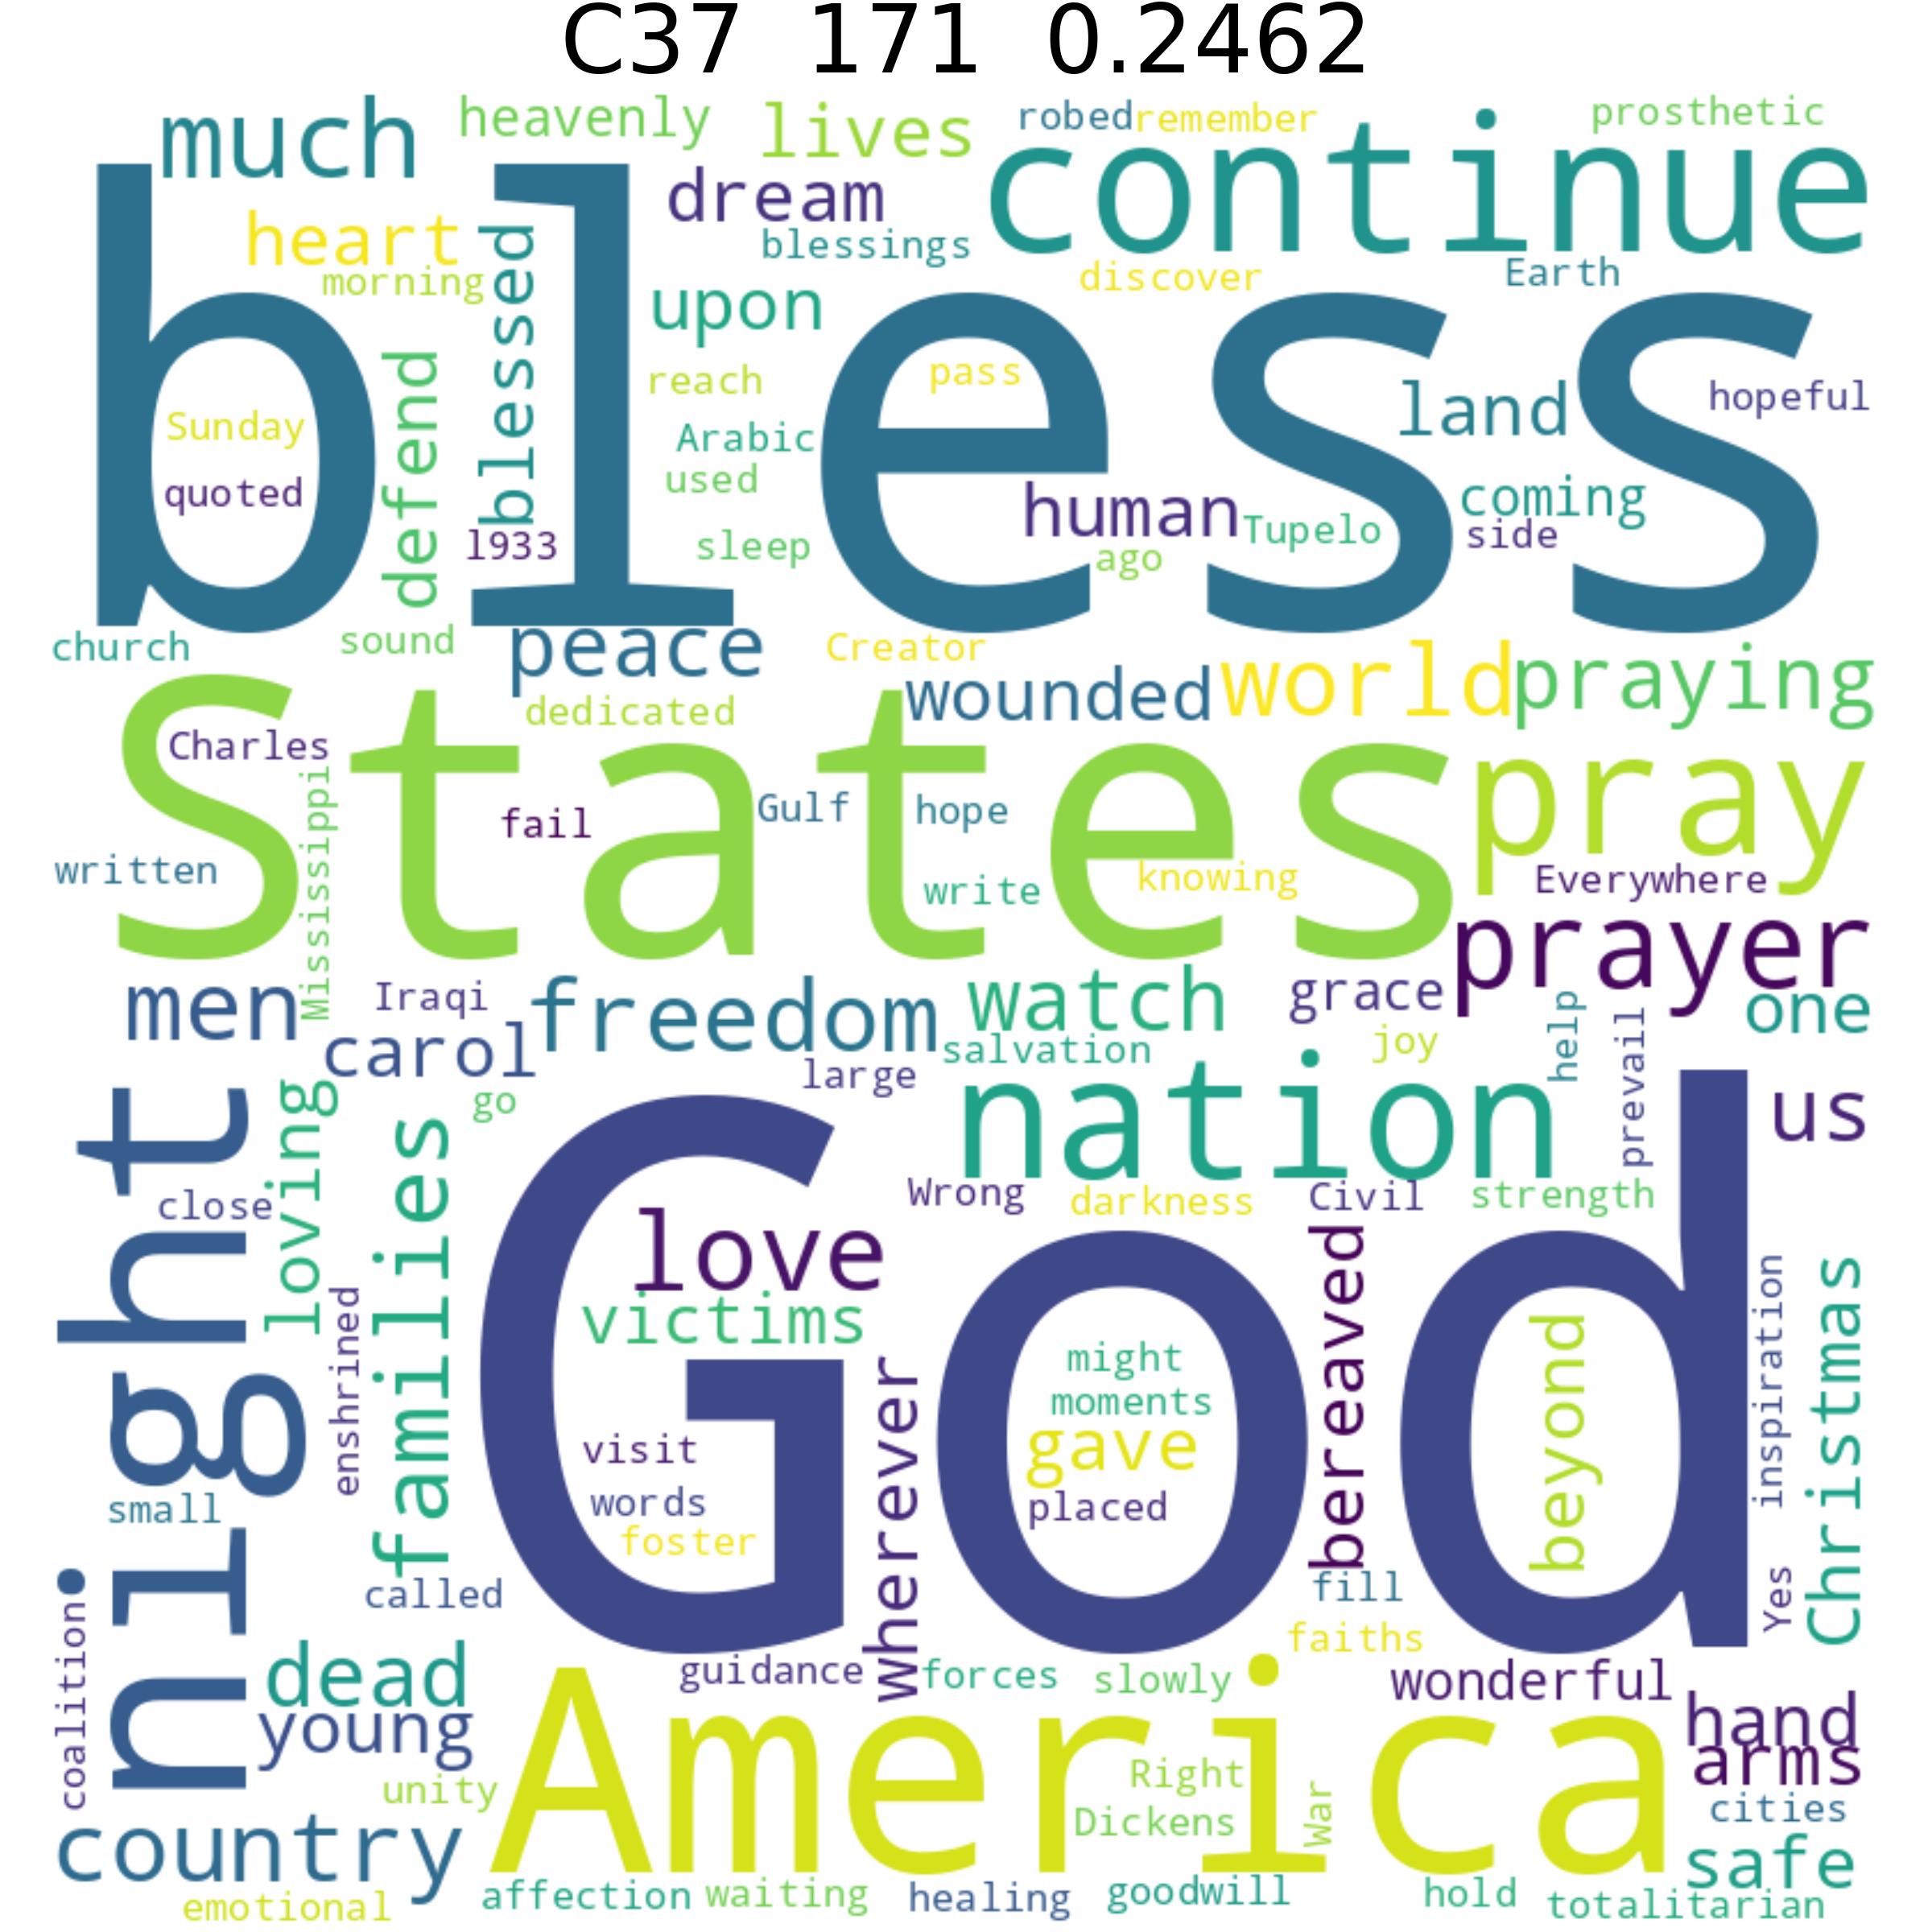 C37 171 0.2462
much
heavenly
lives
robed
remember
prosthetic
continue
bless
dream
heart
blessed
blessings
morning
discover
Earth
upon
defend
reach
pass
land
hopeful
Sunday
Arabic
used
quoted
human
coming
Tupelo
side
l933
sleep
ago
church
sound
peace
Creator
world
praying
wounded
dedicated
States
Charles
Mississippi
pray
fail
Gulf
hope
written
write
knowing
Everywhere
prayer
men
Iraqi
freedom
watch
grace
one
help
carol
salvation
joy
prevail
large
nation
us
night
loving
go
families
God
close
Wrong
darkness
Civil
strength
love
bereaved
victims
enshrined
inspiration
Christmas
might
beyond
moments
wherever
visit
gave
small
words
placed
foster
called
fill
Yes
coalition
faiths
dead
guidance
forces
slowly
wonderful
America
young
hand
arms
unity
Right
War
Dickens
cities
country
safe
emotional
affection
waiting
healing
goodwill
hold
totalitarian